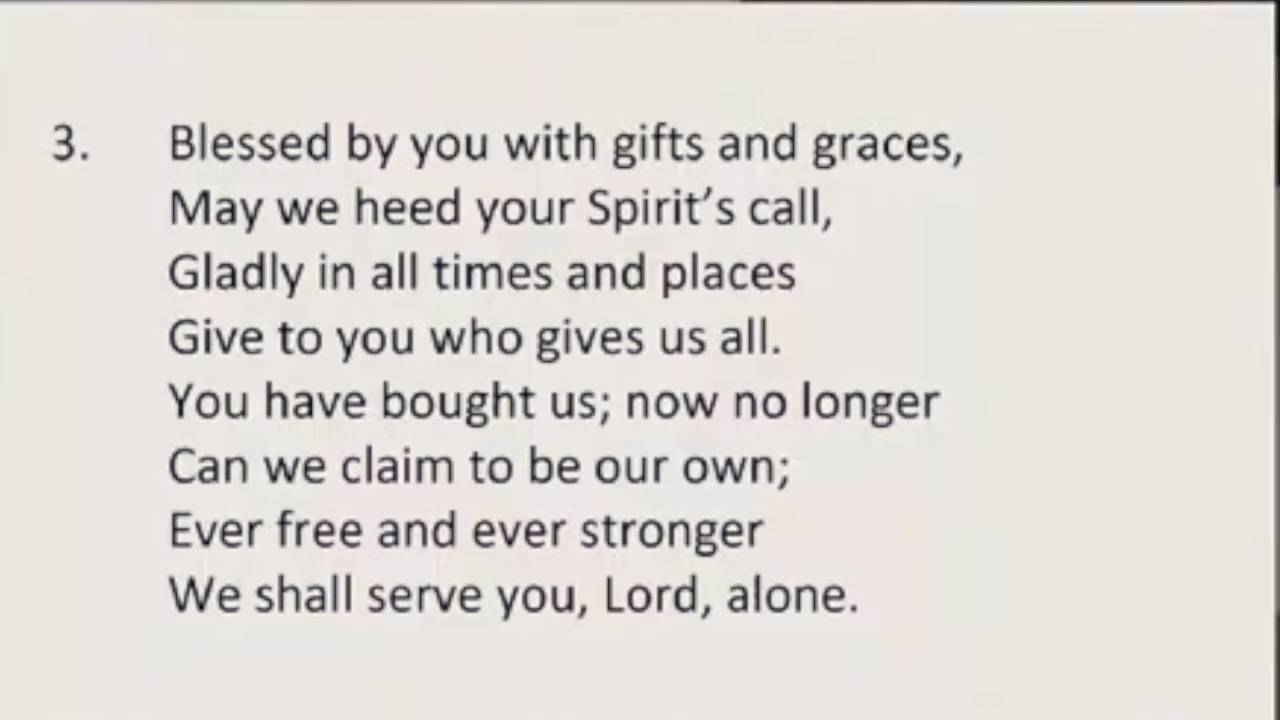 3. Blessed by you with gifts and graces,
May we heed your Spirit’s call,
Gladly in all times and places
Give to you who gives us all.
You have bought us; now no longer
Can we claim to be our own;
Ever free and ever stronger
We shall serve you, Lord, alone.